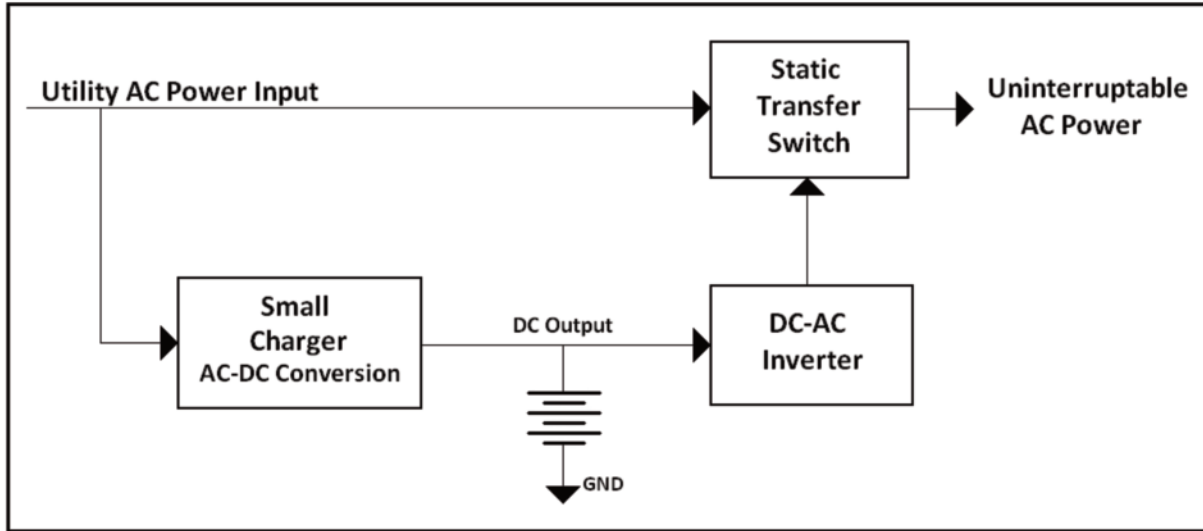 Utility AC Power Input
Static
Transfer
Switch
Uninterruptable
AC Power
Small
Charger
AC-DC Conversion
DC Output
DC-AC
Inverter
GND